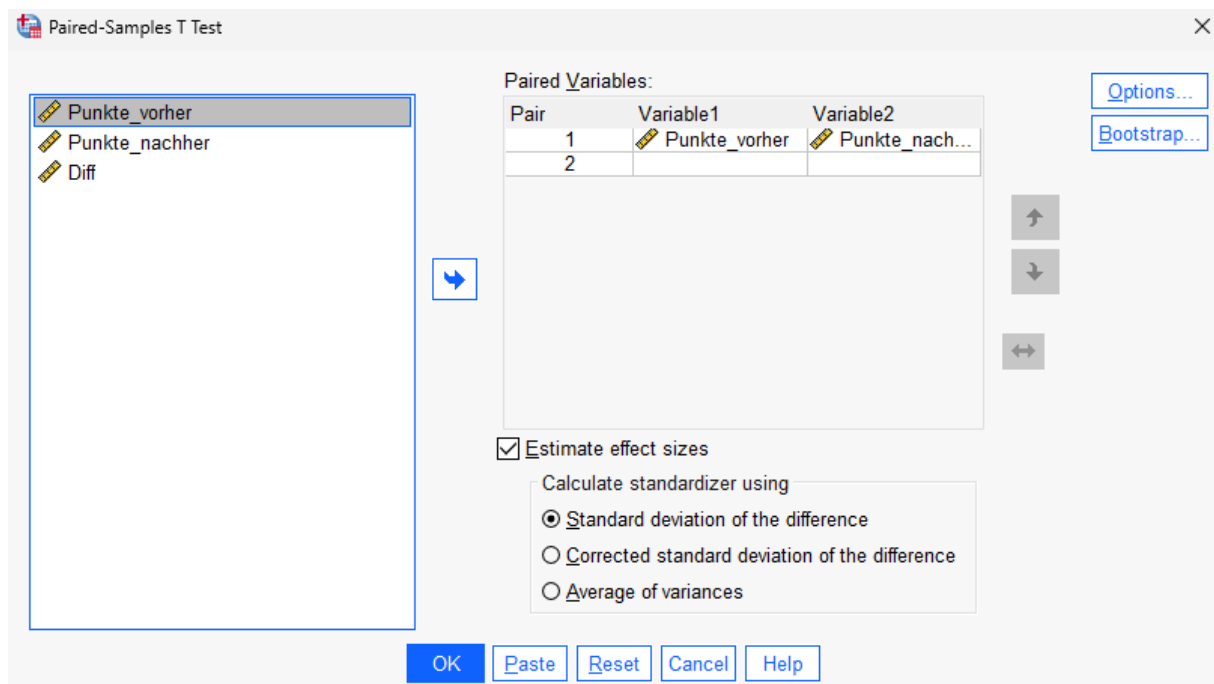 Paired-Samples T Test
Punkte_vorher
Punkte_nachher
Diff
Paired Variables:
Pair Variable1 Variable2
1 Punkte_vorher Punkte_nach...
2
Estimate effect sizes
Calculate standardizer using
Standard deviation of the difference
Corrected standard deviation of the difference
Average of variances
Options...
Bootstrap...
OK Paste Reset Cancel Help